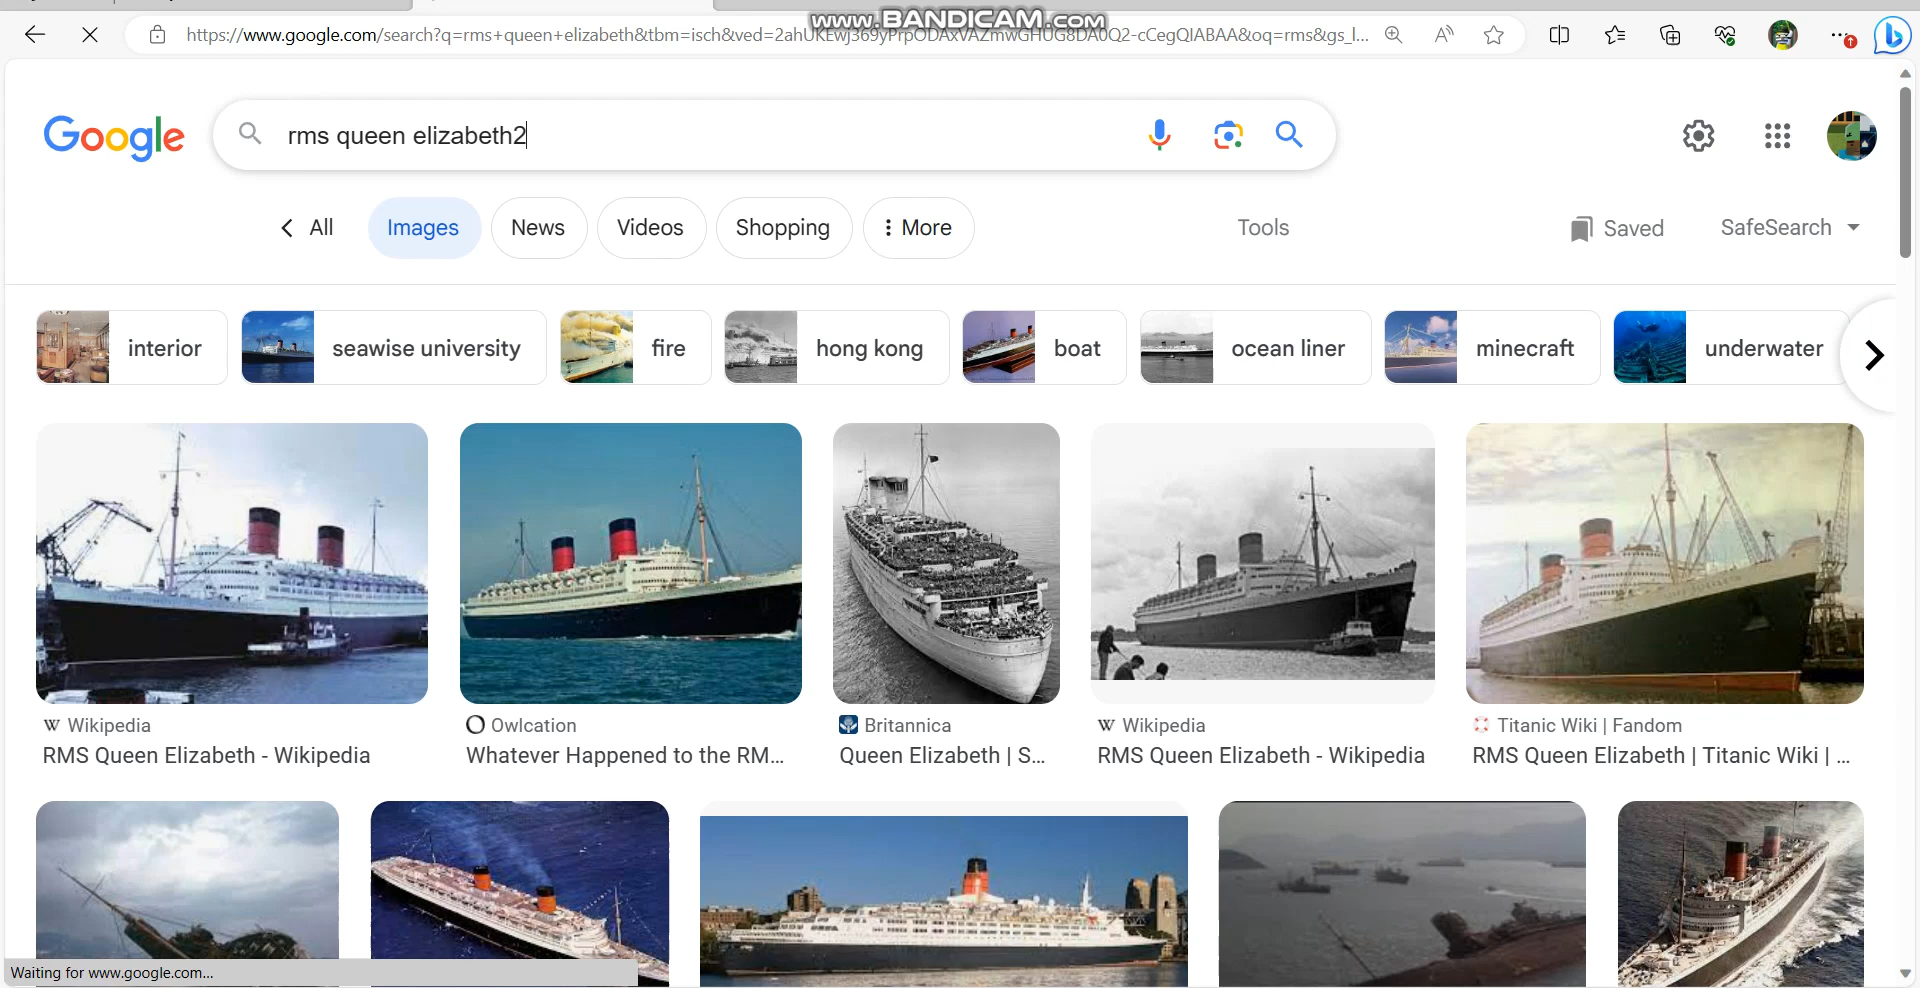 www.BANDICAM.com
https://www.google.com/search?q=rms+queen+elizabeth&tbm=isch&ved=2ahUKEwj369yPrpODAxVAZmwGHUG8DA0Q2-cCegQIABAA&oq=rms&gs_l...
Google
rms queen elizabeth2
All
Images
News
Videos
Shopping
More
Tools
Saved
SafeSearch
interior
seawise university
fire
hong kong
boat
ocean liner
minecraft
underwater
Wikipedia
RMS Queen Elizabeth - Wikipedia
Owlcation
Whatever Happened to the RM...
Britannica
Queen Elizabeth | S...
Wikipedia
RMS Queen Elizabeth - Wikipedia
Titanic Wiki | Fandom
RMS Queen Elizabeth | Titanic Wiki | ...
Waiting for www.google.com...